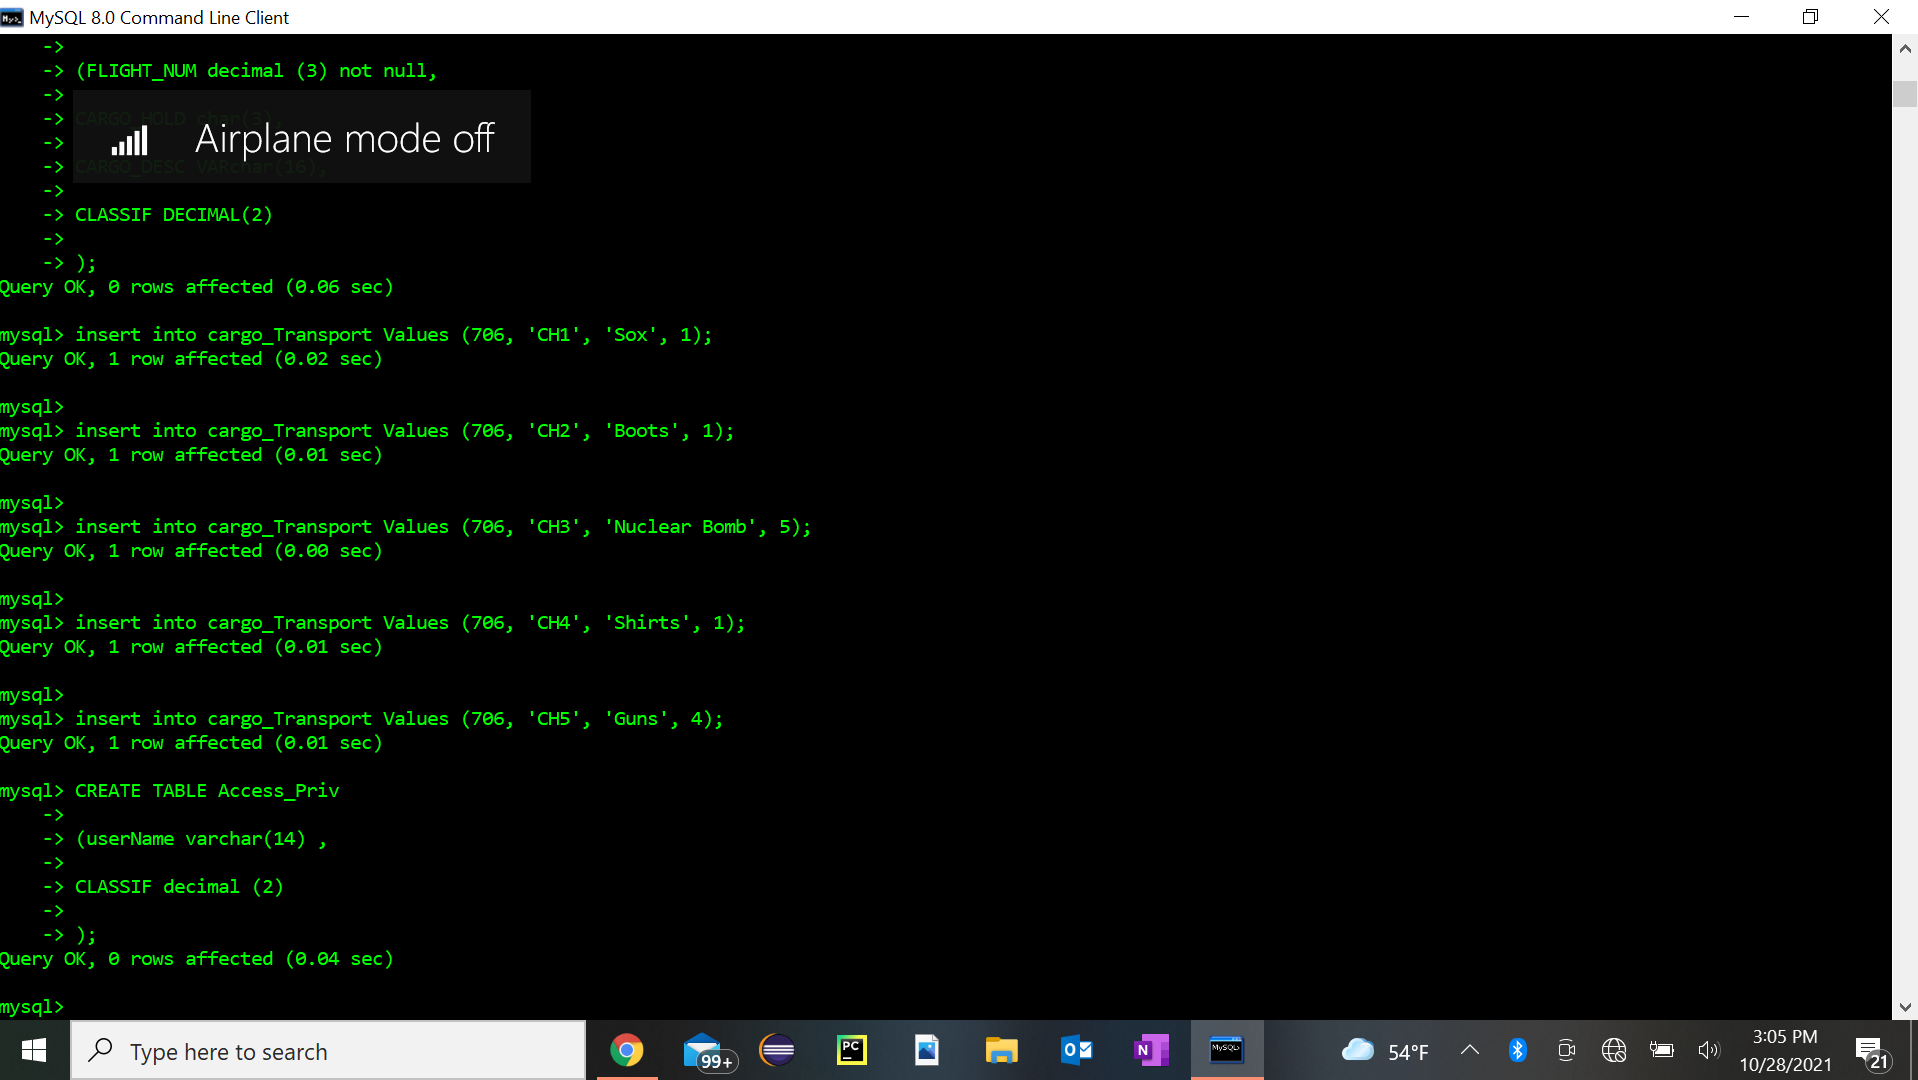 MySQL 8.0 Command Line Client
->
-> (FLIGHT_NUM decimal (3) not null,
->
-> CARGO_HOLD char(3),
Airplane mode off
->
-> CARGO_DESC VARchar(16),
->
-> CLASSIF DECIMAL(2)
->
-> );
Query OK, 0 rows affected (0.06 sec)
mysql> insert into cargo_Transport Values (706, 'CH1', 'Sox', 1);
Query OK, 1 row affected (0.02 sec)
mysql>
mysql> insert into cargo_Transport Values (706, 'CH2', 'Boots', 1);
Query OK, 1 row affected (0.01 sec)
mysql>
mysql> insert into cargo_Transport Values (706, 'CH3', 'Nuclear Bomb', 5);
Query OK, 1 row affected (0.00 sec)
mysql>
mysql> insert into cargo_Transport Values (706, 'CH4', 'Shirts', 1);
Query OK, 1 row affected (0.01 sec)
mysql>
mysql> insert into cargo_Transport Values (706, 'CH5', 'Guns', 4);
Query OK, 1 row affected (0.01 sec)
mysql> CREATE TABLE Access_Priv
->
-> (userName varchar(14) ,
->
-> CLASSIF decimal (2)
->
-> );
Query OK, 0 rows affected (0.04 sec)
mysql>
Type here to search
99+
PC
O
N
MySQL>
54°F
3:05 PM
10/28/2021
21